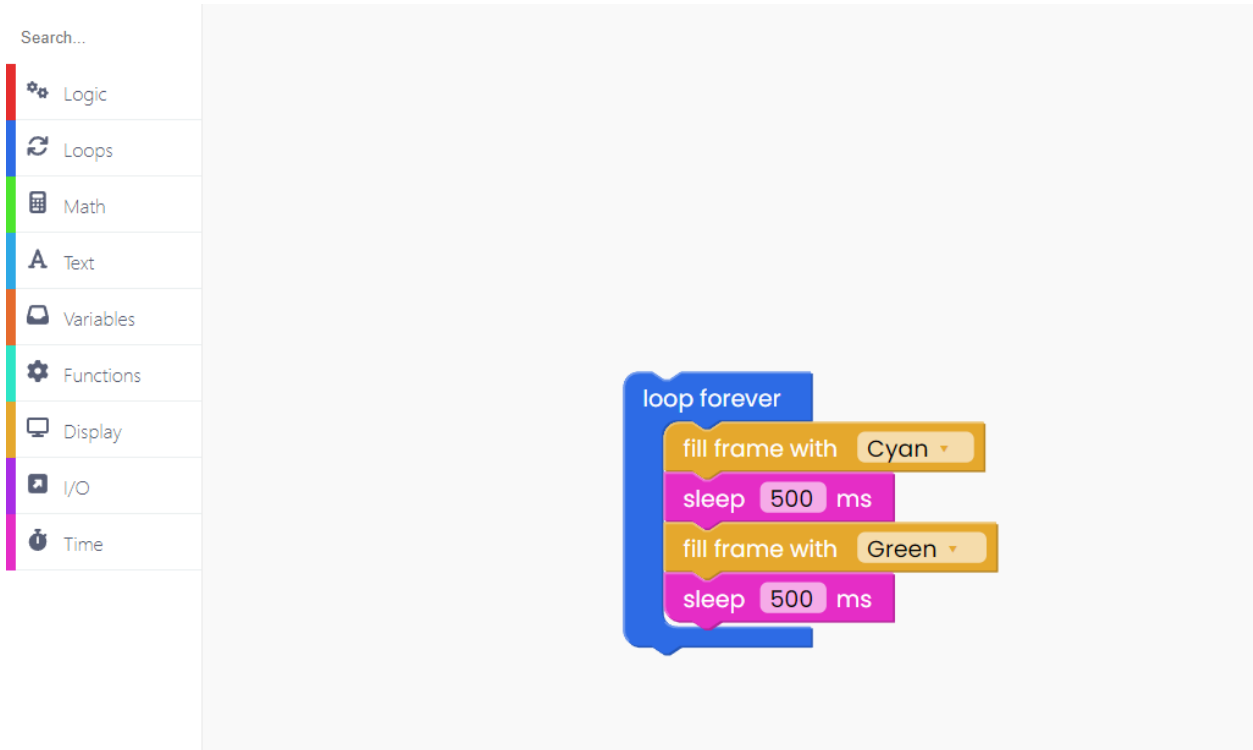 Search...
Logic
Loops
Math
Text
Variables
Functions
Display
I/O
Time
loop forever
fill frame with Cyan
sleep 500 ms
fill frame with Green
sleep 500 ms